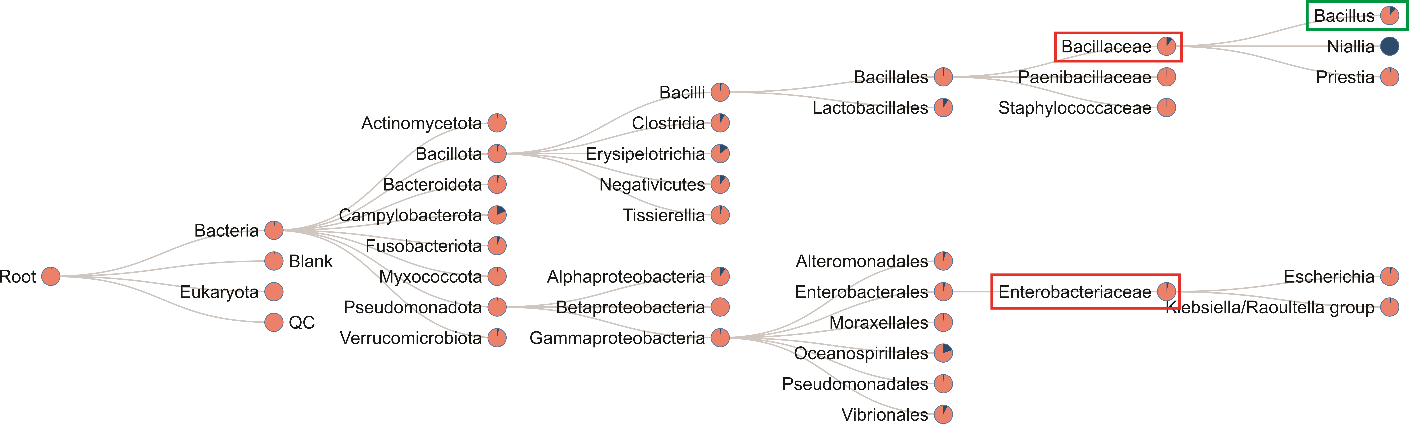 Bacillus
Bacillaceae
Niallia
Bacillales
Paenibacillaceae
Priestia
Bacilli
Lactobacillales
Staphylococcaceae
Actinomycetota
Clostridia
Bacillota
Erysipelotrichia
Bacteroidota
Negativicutes
Campylobacterota
Tissierellia
Bacteria
Fusobacteriota
Blank
Alteromonadales
Root
Myxococcota
Alphaproteobacteria
Escherichia
Eukaryota
Enterobacterales
Enterobacteriaceae
Pseudomonadota
Betaproteobacteria
Klebsiella/Raoultella group
QC
Moraxellales
Verrucomicrobiota
Gammaproteobacteria
Oceanospirillales
Pseudomonadales
Vibrionales